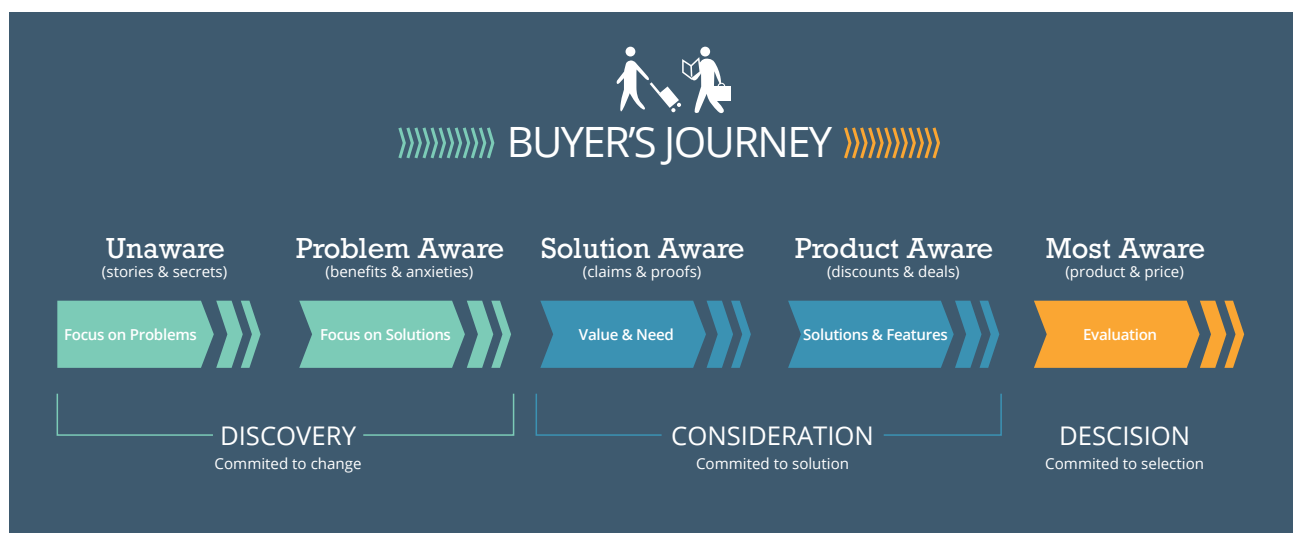 BUYER'S JOURNEY
Unaware
(stories & secrets)
Focus on Problems
Problem Aware
(benefits & anxieties)
Focus on Solutions
Solution Aware
(claims & proofs)
Value & Need
Product Aware
(discounts & deals)
Solutions & Features
Most Aware
(product & price)
Evaluation
DISCOVERY
Commited to change
CONSIDERATION
Commited to solution
DESCISION
Commited to selection